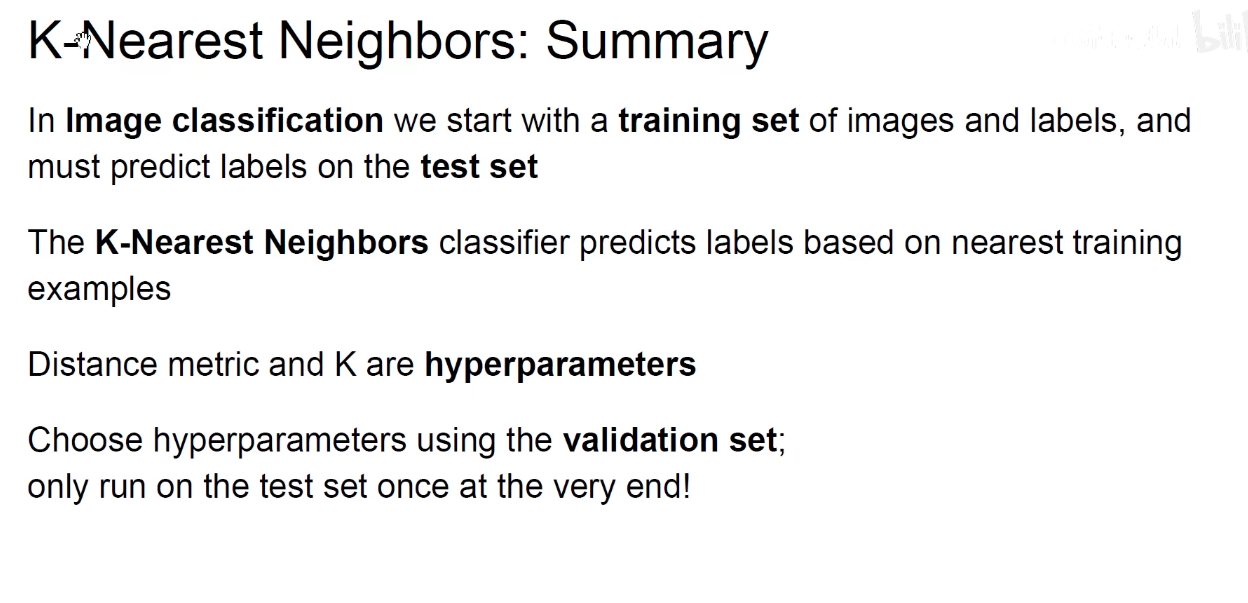 K-Nearest Neighbors: Summary
In Image classification we start with a training set of images and labels, and
must predict labels on the test set
The K-Nearest Neighbors classifier predicts labels based on nearest training
examples
Distance metric and K are hyperparameters
Choose hyperparameters using the validation set;
only run on the test set once at the very end!